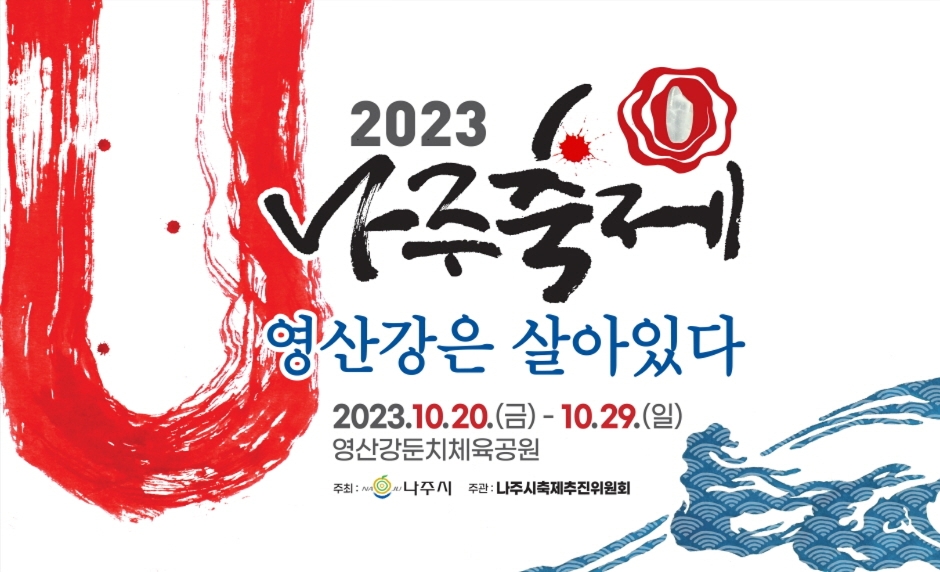 2023
나주축제
영산강은 살아있다
2023.10.20.(금) - 10.29.(일)
영산강둔치체육공원
주최 : NAJU 나주시 주관 : 나주시축제추진위원회